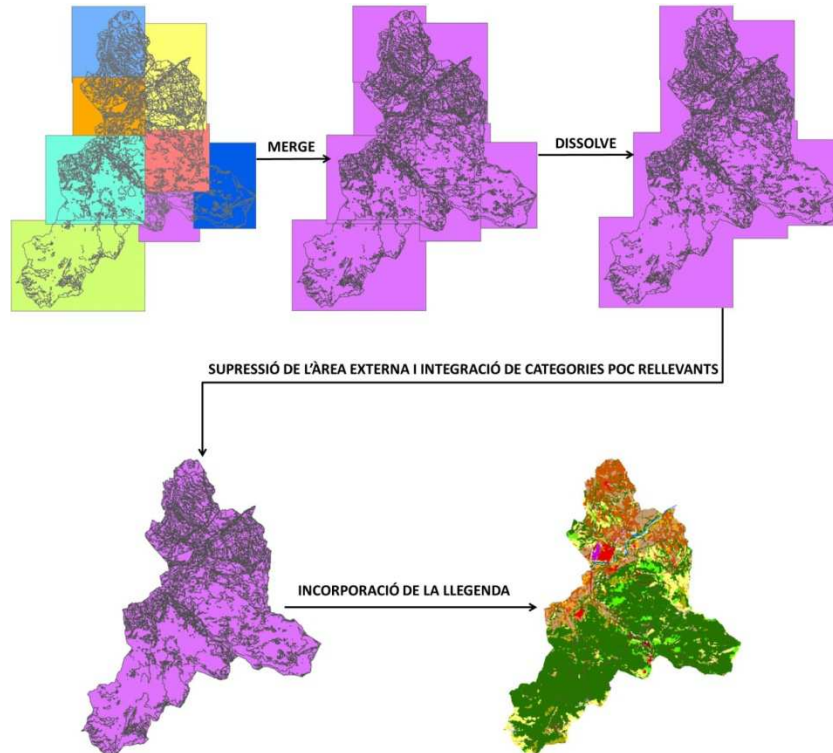 MERGE
DISSOLVE
SUPRESSIÓ DE L'ÀREA EXTERNA I INTEGRACIÓ DE CATEGORIES POC RELLEVANTS
INCORPORACIÓ DE LA LLEGENDA